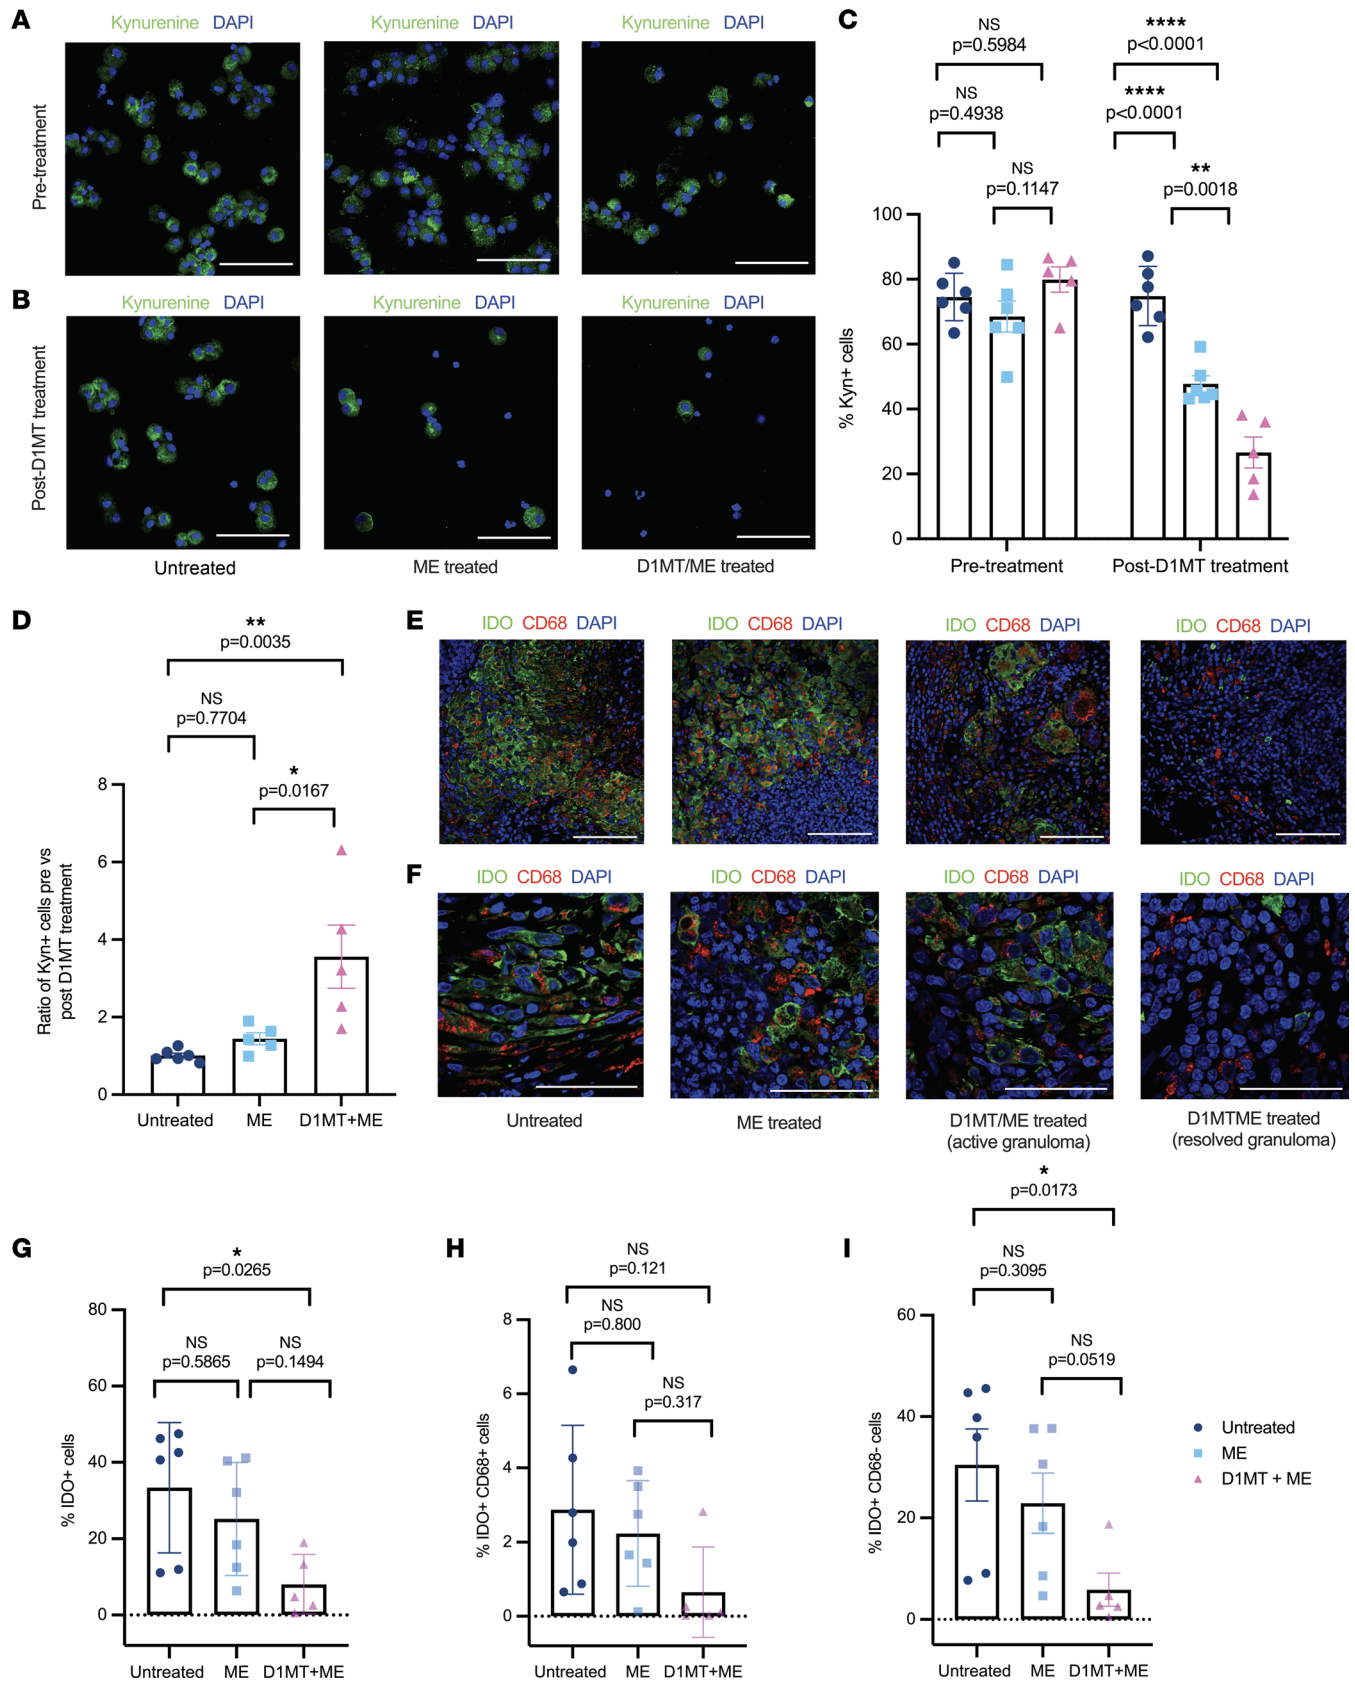 A
Kynurenine DAPI
Kynurenine DAPI
Kynurenine DAPI
Pre-treatment
B
Kynurenine DAPI
Kynurenine DAPI
Kynurenine DAPI
Post-D1MT treatment
Untreated
ME treated
D1MT/ME treated
C
NS
p=0.5984
****
p<0.0001
NS
p=0.4938
****
p<0.0001
NS
p=0.1147
**
p=0.0018
% Kyn+ cells
100
80
60
40
20
0
Pre-treatment
Post-D1MT treatment
D
**
p=0.0035
NS
p=0.7704
*
p=0.0167
Ratio of Kyn+ cells pre vs
post D1MT treatment
8
6
4
2
0
Untreated
ME
D1MT+ME
E
IDO CD68 DAPI
IDO CD68 DAPI
IDO CD68 DAPI
IDO CD68 DAPI
F
IDO CD68 DAPI
IDO CD68 DAPI
IDO CD68 DAPI
IDO CD68 DAPI
Untreated
ME treated
D1MT/ME treated
(active granuloma)
D1MTME treated
(resolved granuloma)
G
*
p=0.0265
NS
p=0.5865
NS
p=0.1494
% IDO+ cells
80
60
40
20
0
Untreated
ME
D1MT+ME
H
NS
p=0.121
NS
p=0.800
NS
p=0.317
% IDO+ CD68+ cells
8
6
4
2
0
Untreated
ME
D1MT+ME
I
*
p=0.0173
NS
p=0.3095
NS
p=0.0519
% IDO+ CD68- cells
60
40
20
0
Untreated
ME
D1MT+ME
Untreated
ME
D1MT + ME